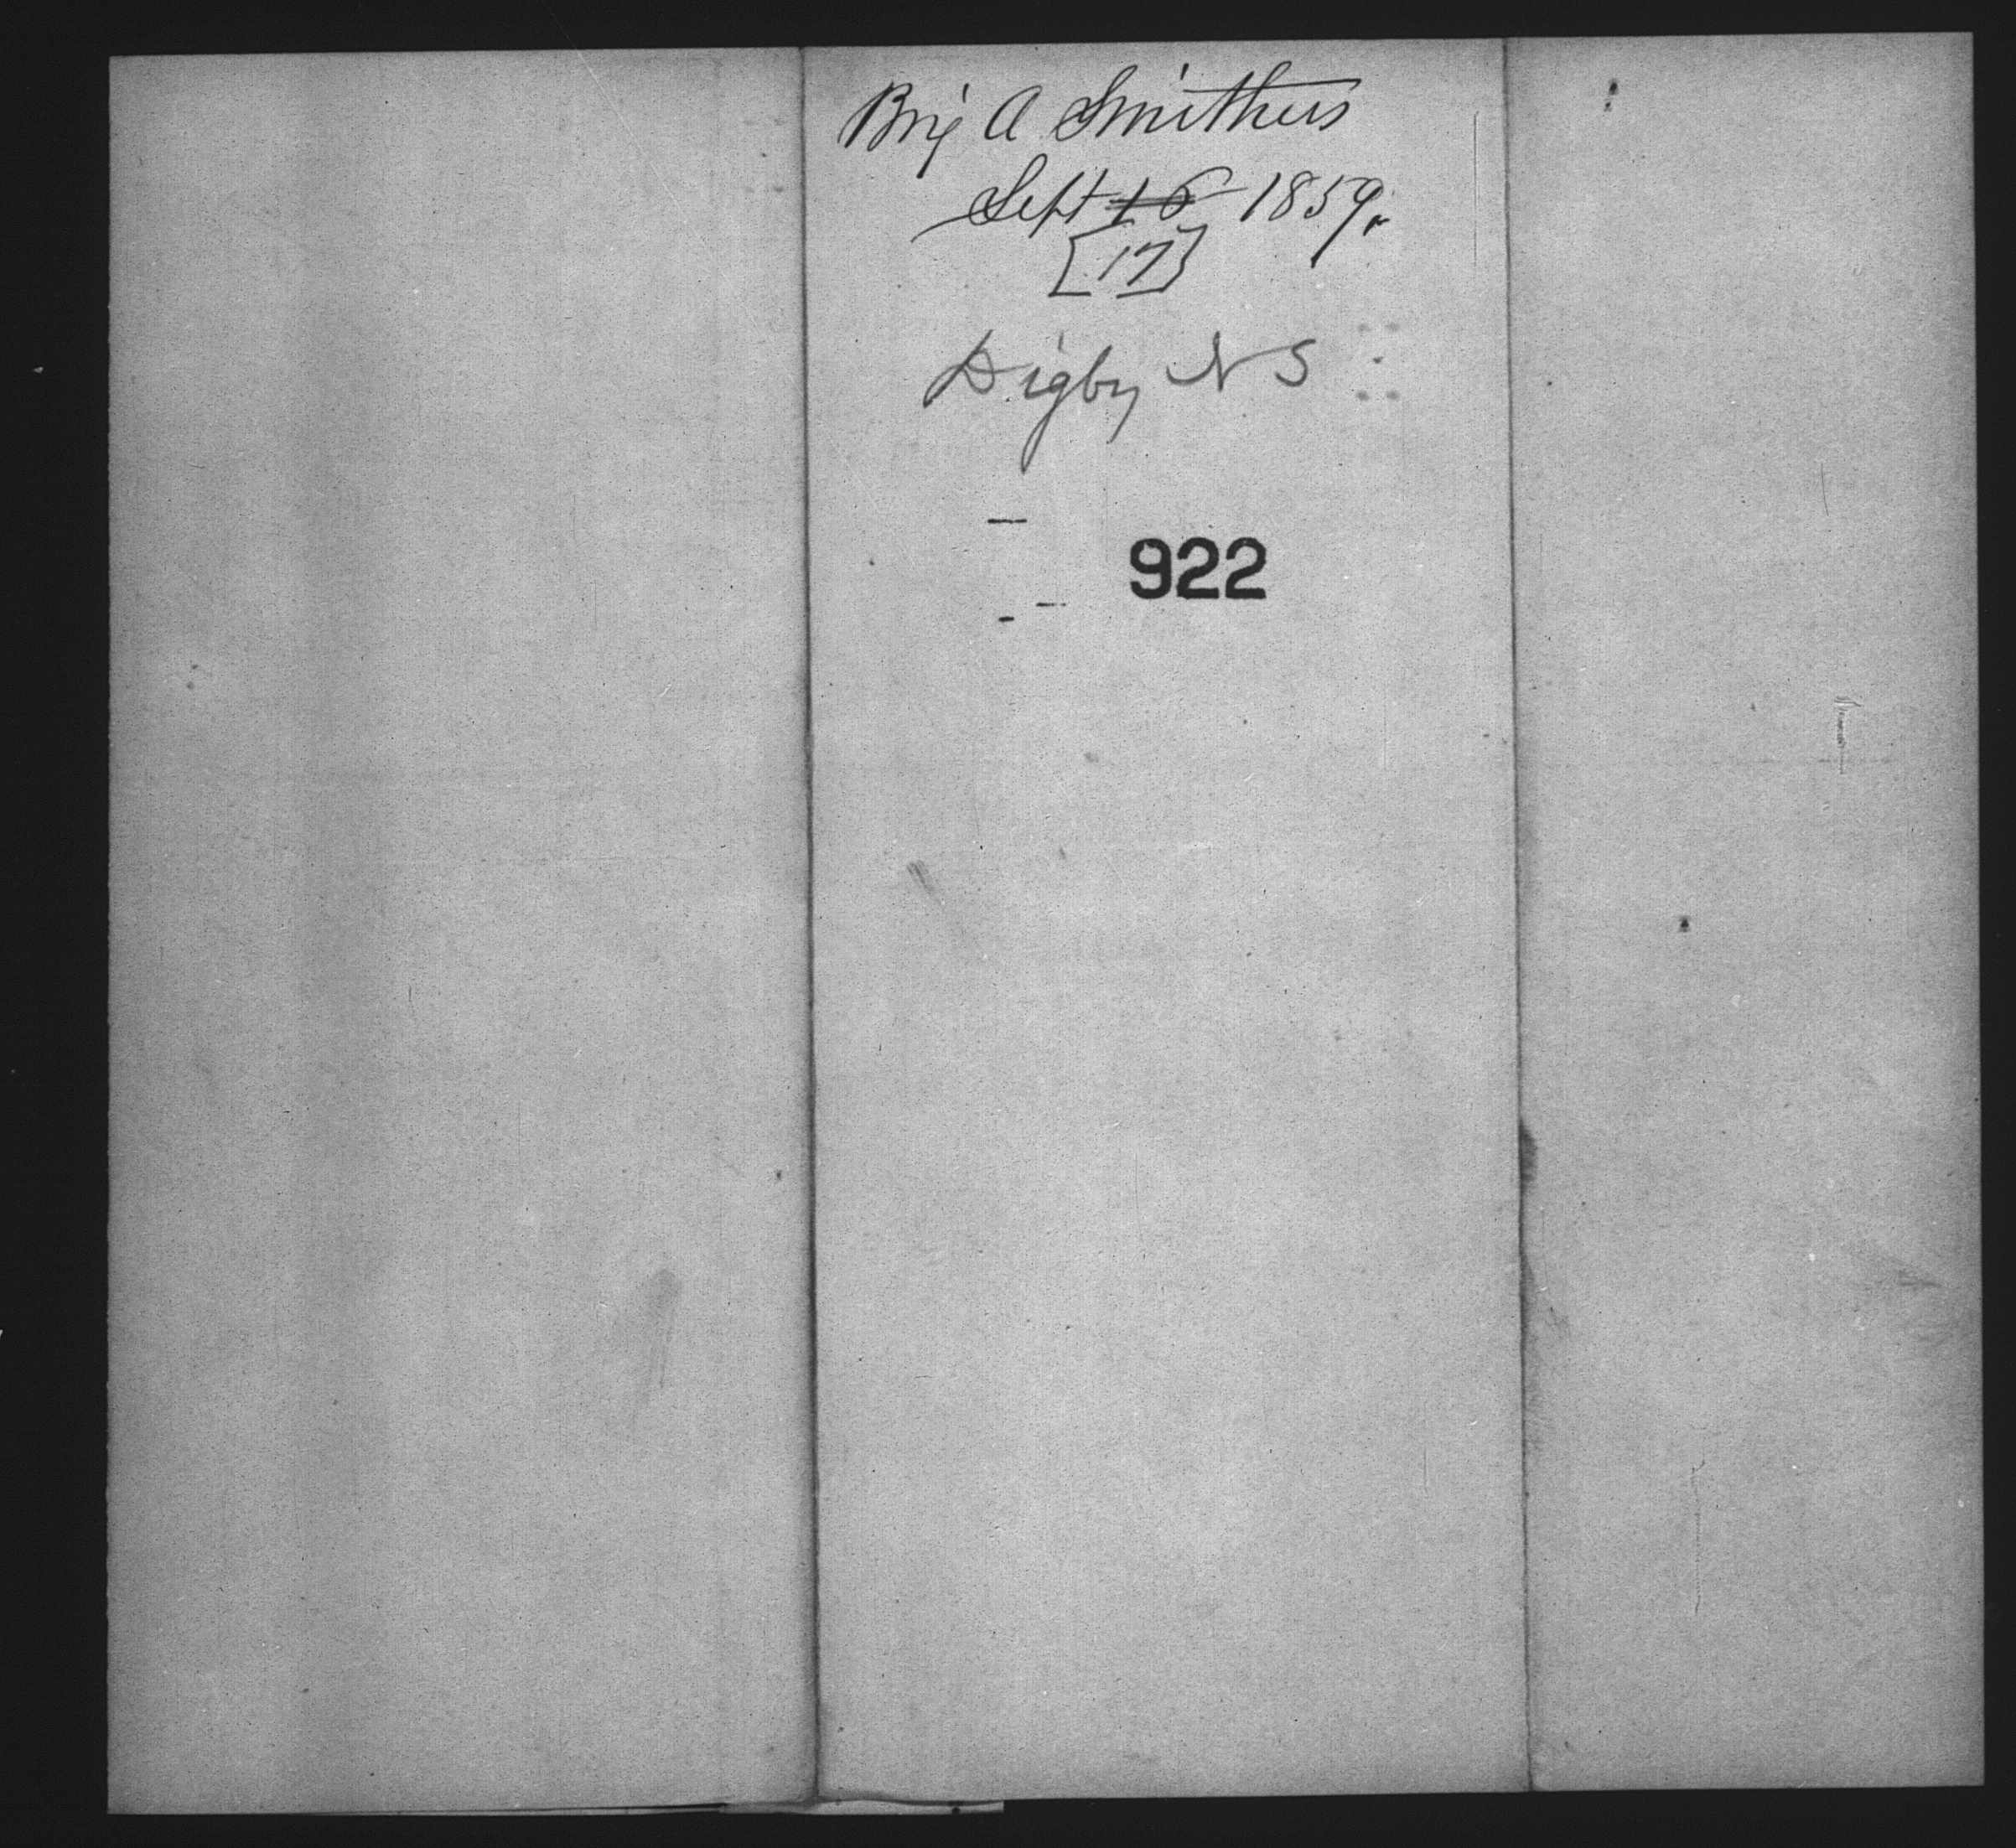 Brig A Smithers
Sept 16 1859.
[17]
Digby N S
922